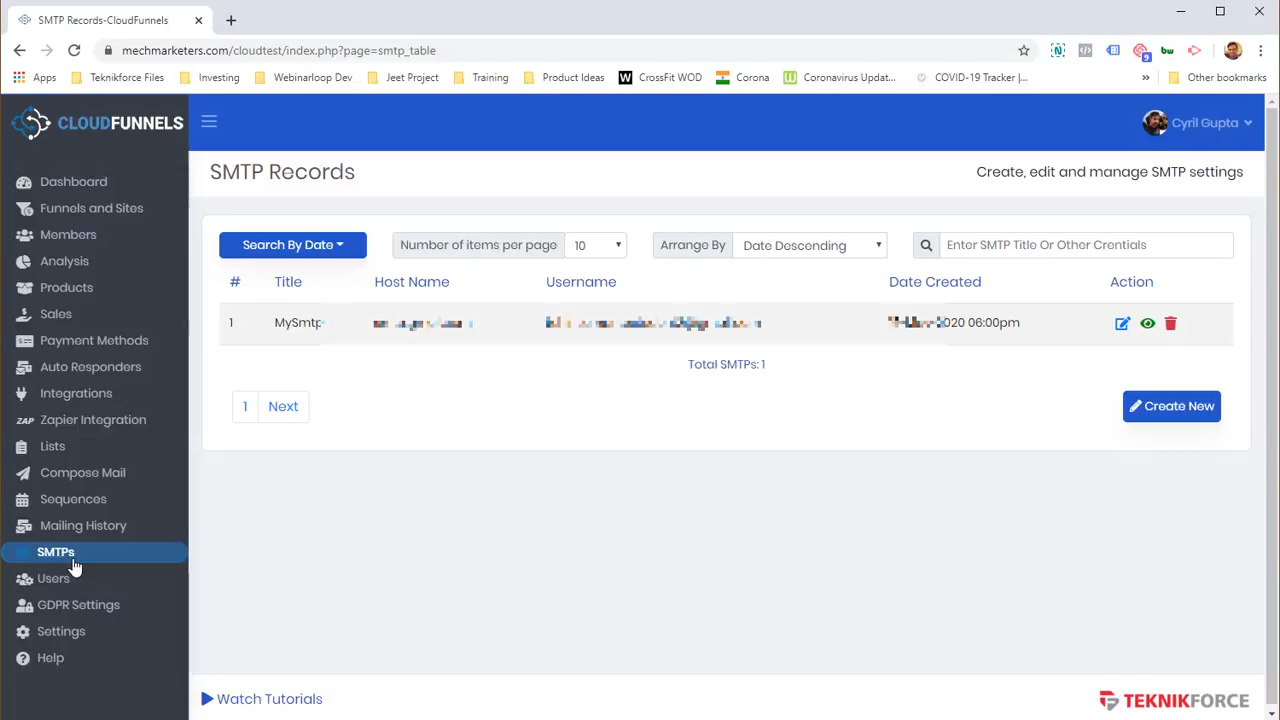 SMTP Records-CloudFunnels
mechmarketers.com/cloudtest/index.php?page=smtp_table
9
Apps Teknikforce Files Investing Webinarloop Dev Jeet Project Training Product Ideas W CrossFit WOD Corona U Coronavirus Updat... COVID-19 Tracker |... » Other bookmarks
CLOUDFUNNELS
Cyril Gupta
SMTP Records
Create, edit and manage SMTP settings
Dashboard
Funnels and Sites
Members
Analysis
Products
Sales
Payment Methods
Auto Responders
Integrations
ZAP Zapier Integration
Lists
Compose Mail
Sequences
Mailing History
SMTPs
Users
GDPR Settings
Settings
Help
Search By Date
Number of items per page 10
Arrange By Date Descending
Enter SMTP Title Or Other Crentials
# Title Host Name Username Date Created Action
1 MySmtp 020 06:00pm
Total SMTPs: 1
1 Next
Create New
Watch Tutorials
TEKNIKFORCE